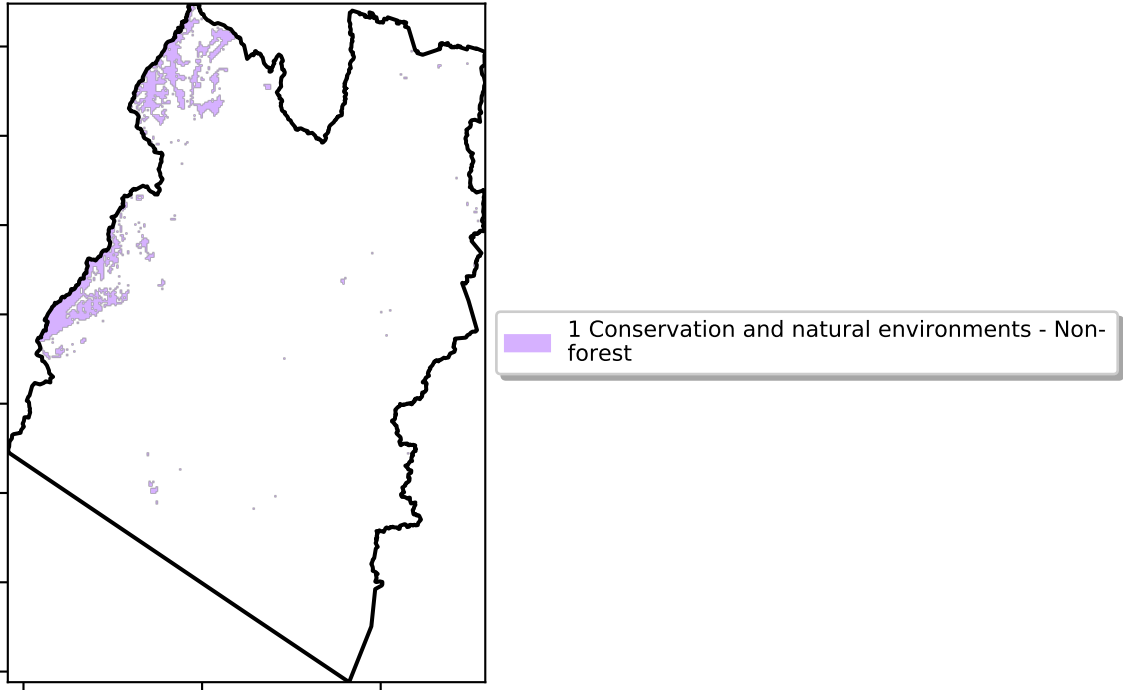 1 Conservation and natural environments - Non-
forest